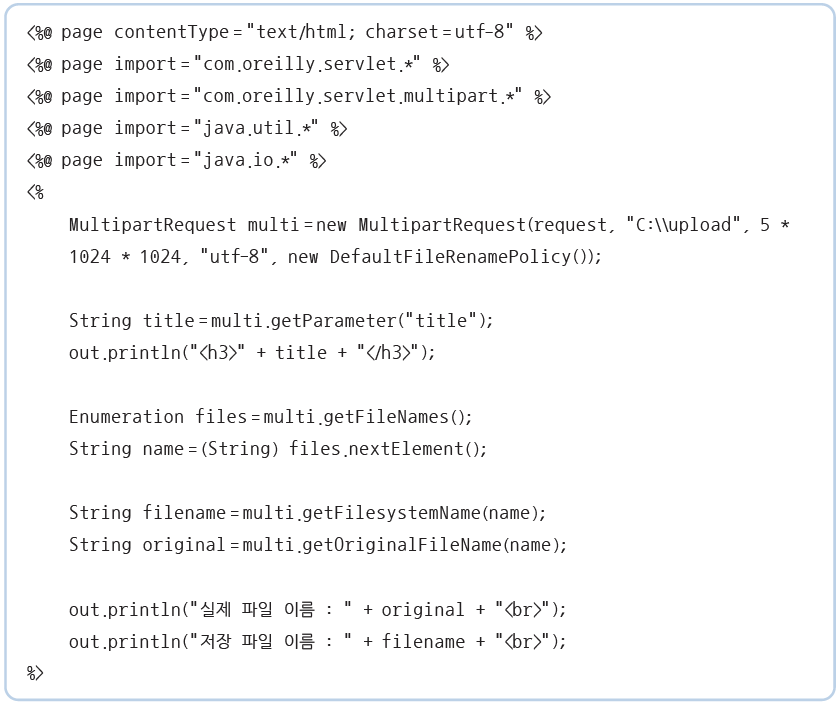 <%@ page contentType="text/html; charset=utf-8" %>
<%@ page import="com.oreilly.servlet.*" %>
<%@ page import="com.oreilly.servlet.multipart.*" %>
<%@ page import="java.util.*" %>
<%@ page import="java.io.*" %>
<%
MultipartRequest multi=new MultipartRequest(request, "C:\\upload", 5 *
1024 * 1024, "utf-8", new DefaultFileRenamePolicy());
String title=multi.getParameter("title");
out.println("<h3>" + title + "</h3>");
Enumeration files=multi.getFileNames();
String name=(String) files.nextElement();
String filename=multi.getFilesystemName(name);
String original=multi.getOriginalFileName(name);
out.println("실제 파일 이름 : " + original + "<br>");
out.println("저장 파일 이름 : " + filename + "<br>");
%>